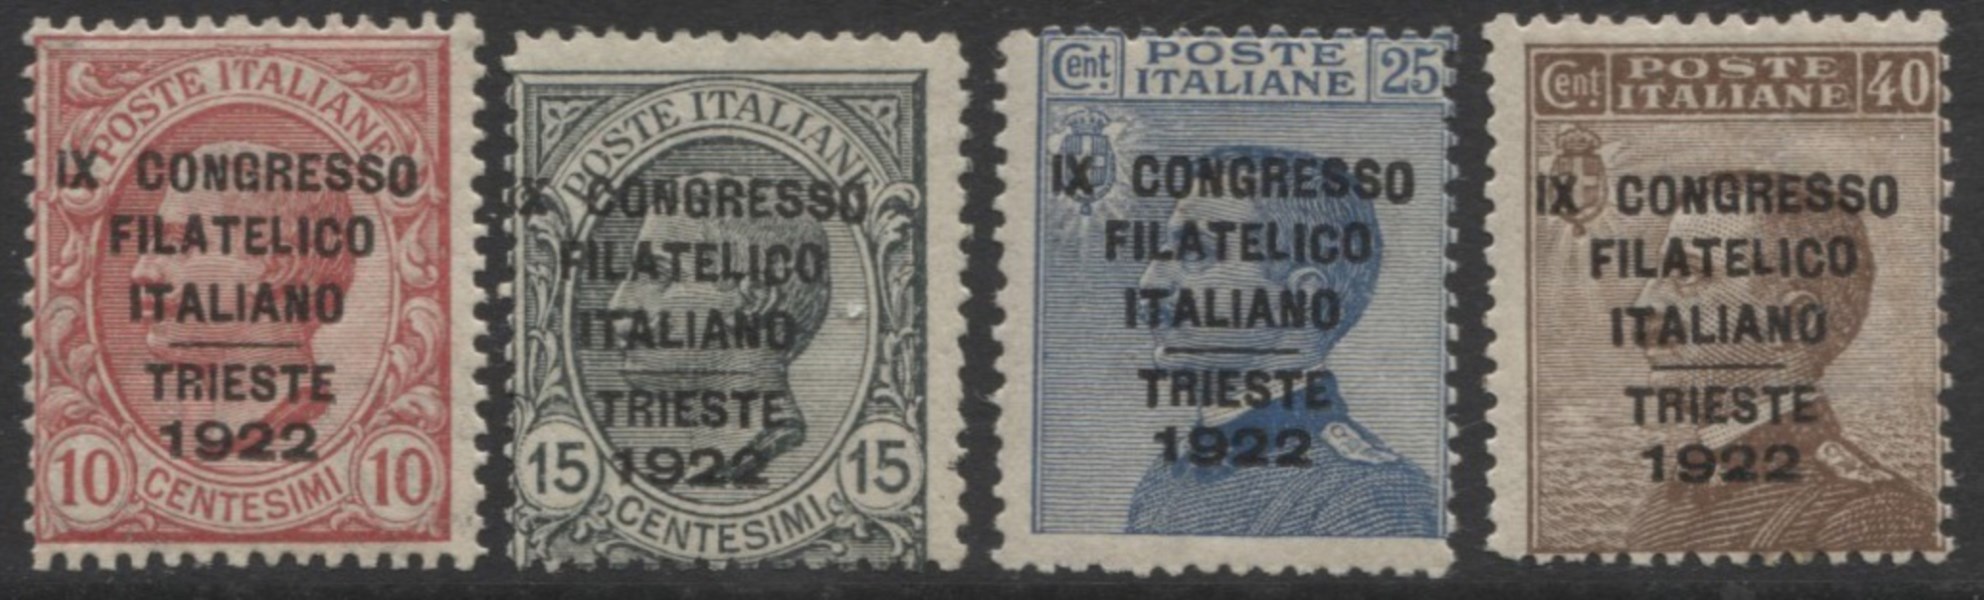 POSTE ITALIANE
IX CONGRESSO
FILATELICO
ITALIANO
TRIESTE
1922
10 CENTESIMI 10
POSTE ITALIANE
IX CONGRESSO
FILATELICO
ITALIANO
TRIESTE
1922
15 CENTESIMI 15
Cent. POSTE ITALIANE 25
IX CONGRESSO
FILATELICO
ITALIANO
TRIESTE
1922
Cent. POSTE ITALIANE 40
IX CONGRESSO
FILATELICO
ITALIANO
TRIESTE
1922